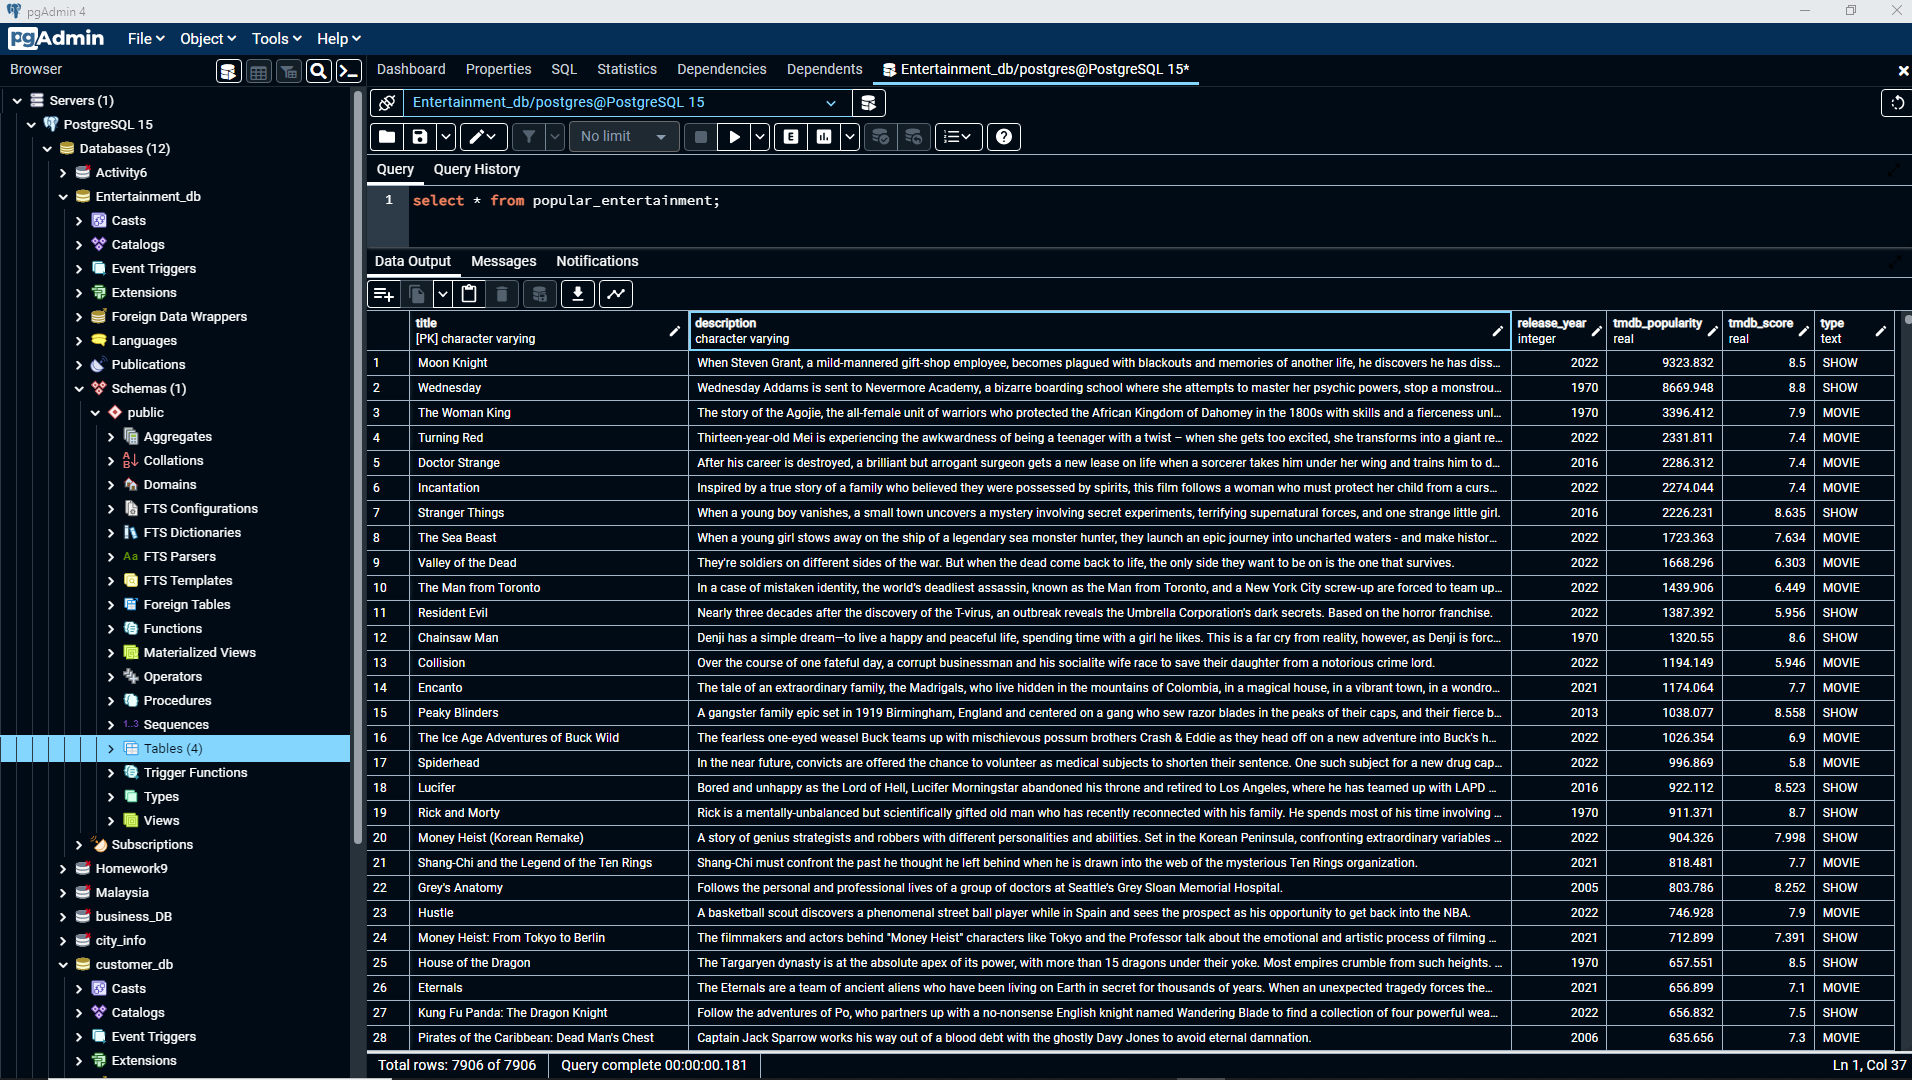 pgAdmin 4
pgAdmin File Object Tools Help
Browser
Dashboard Properties SQL Statistics Dependencies Dependents Entertainment_db/postgres@PostgreSQL 15*
Servers (1)
PostgreSQL 15
Databases (12)
Activity6
Entertainment_db
Casts
Catalogs
Event Triggers
Extensions
Foreign Data Wrappers
Languages
Publications
Schemas (1)
public
Aggregates
Collations
Domains
FTS Configurations
FTS Dictionaries
FTS Parsers
FTS Templates
Foreign Tables
Functions
Materialized Views
Operators
Procedures
1..3 Sequences
Tables (4)
Trigger Functions
Types
Views
Subscriptions
Homework9
Malaysia
business_DB
city_info
customer_db
Casts
Catalogs
Event Triggers
Extensions
Entertainment_db/postgres@PostgreSQL 15
No limit E
Query Query History
1 select * from popular_entertainment;
Data Output Messages Notifications
title description release_year tmdb_popularity tmdb_score type
[PK] character varying character varying integer real real text
1 Moon Knight When Steven Grant, a mild-mannered gift-shop employee, becomes plagued with blackouts and memories of another life, he discovers he has diss... 2022 9323.832 8.5 SHOW
2 Wednesday Wednesday Addams is sent to Nevermore Academy, a bizarre boarding school where she attempts to master her psychic powers, stop a monstrou... 1970 8669.948 8.8 SHOW
3 The Woman King The story of the Agojie, the all-female unit of warriors who protected the African Kingdom of Dahomey in the 1800s with skills and a fierceness unl... 1970 3396.412 7.9 MOVIE
4 Turning Red Thirteen-year-old Mei is experiencing the awkwardness of being a teenager with a twist – when she gets too excited, she transforms into a giant re... 2022 2331.811 7.4 MOVIE
5 Doctor Strange After his career is destroyed, a brilliant but arrogant surgeon gets a new lease on life when a sorcerer takes him under her wing and trains him to d... 2016 2286.312 7.4 MOVIE
6 Incantation Inspired by a true story of a family who believed they were possessed by spirits, this film follows a woman who must protect her child from a curs... 2022 2274.044 7.4 MOVIE
7 Stranger Things When a young boy vanishes, a small town uncovers a mystery involving secret experiments, terrifying supernatural forces, and one strange little girl. 2016 2226.231 8.635 SHOW
8 The Sea Beast When a young girl stows away on the ship of a legendary sea monster hunter, they launch an epic journey into uncharted waters - and make histor... 2022 1723.363 7.634 MOVIE
9 Valley of the Dead They're soldiers on different sides of the war. But when the dead come back to life, the only side they want to be on is the one that survives. 2022 1668.296 6.303 MOVIE
10 The Man from Toronto In a case of mistaken identity, the world's deadliest assassin, known as the Man from Toronto, and a New York City screw-up are forced to team up... 2022 1439.906 6.449 MOVIE
11 Resident Evil Nearly three decades after the discovery of the T-virus, an outbreak reveals the Umbrella Corporation's dark secrets. Based on the horror franchise. 2022 1387.392 5.956 SHOW
12 Chainsaw Man Denji has a simple dream—to live a happy and peaceful life, spending time with a girl he likes. This is a far cry from reality, however, as Denji is forc... 1970 1320.55 8.6 SHOW
13 Collision Over the course of one fateful day, a corrupt businessman and his socialite wife race to save their daughter from a notorious crime lord. 2022 1194.149 5.946 MOVIE
14 Encanto The tale of an extraordinary family, the Madrigals, who live hidden in the mountains of Colombia, in a magical house, in a vibrant town, in a wondro... 2021 1174.064 7.7 MOVIE
15 Peaky Blinders A gangster family epic set in 1919 Birmingham, England and centered on a gang who sew razor blades in the peaks of their caps, and their fierce b... 2013 1038.077 8.558 SHOW
16 The Ice Age Adventures of Buck Wild The fearless one-eyed weasel Buck teams up with mischievous possum brothers Crash & Eddie as they head off on a new adventure into Buck's h... 2022 1026.354 6.9 MOVIE
17 Spiderhead In the near future, convicts are offered the chance to volunteer as medical subjects to shorten their sentence. One such subject for a new drug cap... 2022 996.869 5.8 MOVIE
18 Lucifer Bored and unhappy as the Lord of Hell, Lucifer Morningstar abandoned his throne and retired to Los Angeles, where he has teamed up with LAPD ... 2016 922.112 8.523 SHOW
19 Rick and Morty Rick is a mentally-unbalanced but scientifically gifted old man who has recently reconnected with his family. He spends most of his time involving ... 1970 911.371 8.7 SHOW
20 Money Heist (Korean Remake) A story of genius strategists and robbers with different personalities and abilities. Set in the Korean Peninsula, confronting extraordinary variables ... 2022 904.326 7.998 SHOW
21 Shang-Chi and the Legend of the Ten Rings Shang-Chi must confront the past he thought he left behind when he is drawn into the web of the mysterious Ten Rings organization. 2021 818.481 7.7 MOVIE
22 Grey's Anatomy Follows the personal and professional lives of a group of doctors at Seattle's Grey Sloan Memorial Hospital. 2005 803.786 8.252 SHOW
23 Hustle A basketball scout discovers a phenomenal street ball player while in Spain and sees the prospect as his opportunity to get back into the NBA. 2022 746.928 7.9 MOVIE
24 Money Heist: From Tokyo to Berlin The filmmakers and actors behind "Money Heist" characters like Tokyo and the Professor talk about the emotional and artistic process of filming ... 2021 712.899 7.391 SHOW
25 House of the Dragon The Targaryen dynasty is at the absolute apex of its power, with more than 15 dragons under their yoke. Most empires crumble from such heights. ... 1970 657.551 8.5 SHOW
26 Eternals The Eternals are a team of ancient aliens who have been living on Earth in secret for thousands of years. When an unexpected tragedy forces the... 2021 656.899 7.1 MOVIE
27 Kung Fu Panda: The Dragon Knight Follow the adventures of Po, who partners up with a no-nonsense English knight named Wandering Blade to find a collection of four powerful wea... 2022 656.832 7.5 SHOW
28 Pirates of the Caribbean: Dead Man's Chest Captain Jack Sparrow works his way out of a blood debt with the ghostly Davy Jones to avoid eternal damnation. 2006 635.656 7.3 MOVIE
Total rows: 7906 of 7906 Query complete 00:00:00.181 Ln 1, Col 37